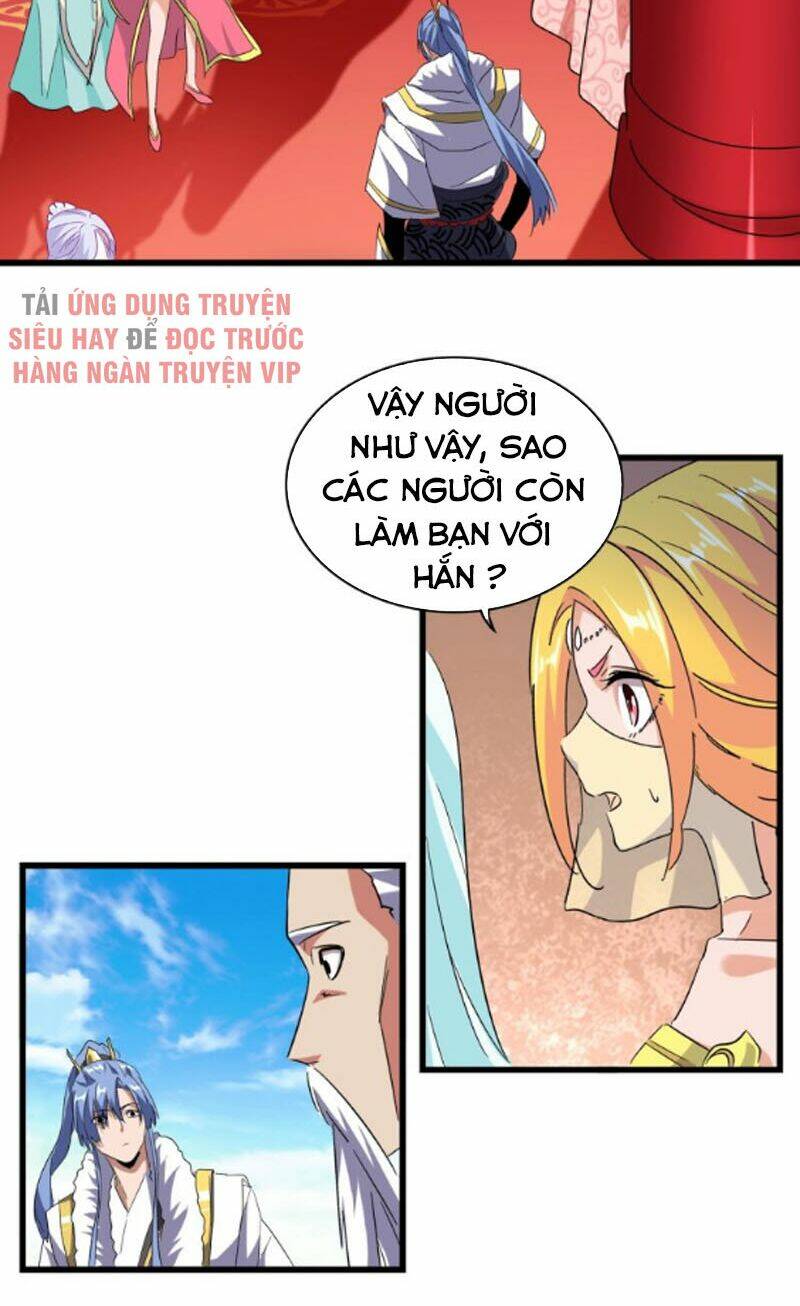 TẢI ỨNG DỤNG TRUYỆN
SIÊU HAY ĐỂ ĐỌC TRƯỚC
HÀNG NGÀN TRUYỆN VIP
VẬY NGƯỜI
NHƯ VẬY, SAO
CÁC NGƯỜI CÒN
LÀM BẠN VỚI
HẮN ?